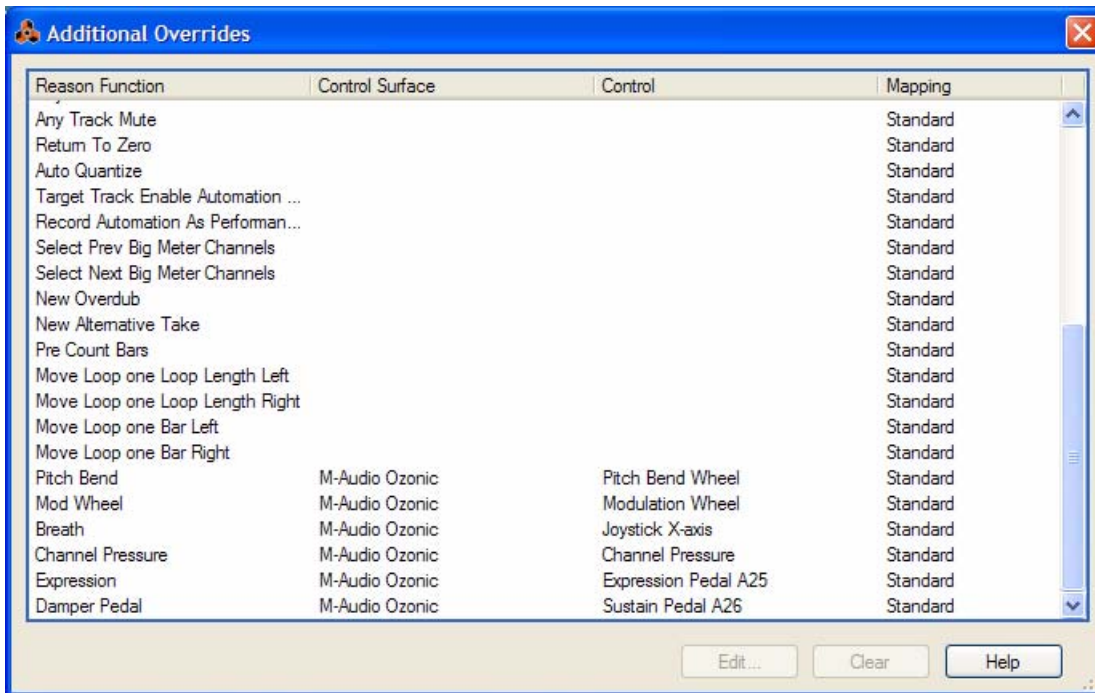 Additional Overrides
Reason Function Control Surface Control Mapping
Any Track Mute Standard
Return To Zero Standard
Auto Quantize Standard
Target Track Enable Automation ... Standard
Record Automation As Performan... Standard
Select Prev Big Meter Channels Standard
Select Next Big Meter Channels Standard
New Overdub Standard
New Alternative Take Standard
Pre Count Bars Standard
Move Loop one Loop Length Left Standard
Move Loop one Loop Length Right Standard
Move Loop one Bar Left Standard
Move Loop one Bar Right Standard
Pitch Bend M-Audio Ozonic Pitch Bend Wheel Standard
Mod Wheel M-Audio Ozonic Modulation Wheel Standard
Breath M-Audio Ozonic Joystick X-axis Standard
Channel Pressure M-Audio Ozonic Channel Pressure Standard
Expression M-Audio Ozonic Expression Pedal A25 Standard
Damper Pedal M-Audio Ozonic Sustain Pedal A26 Standard
Edit... Clear Help